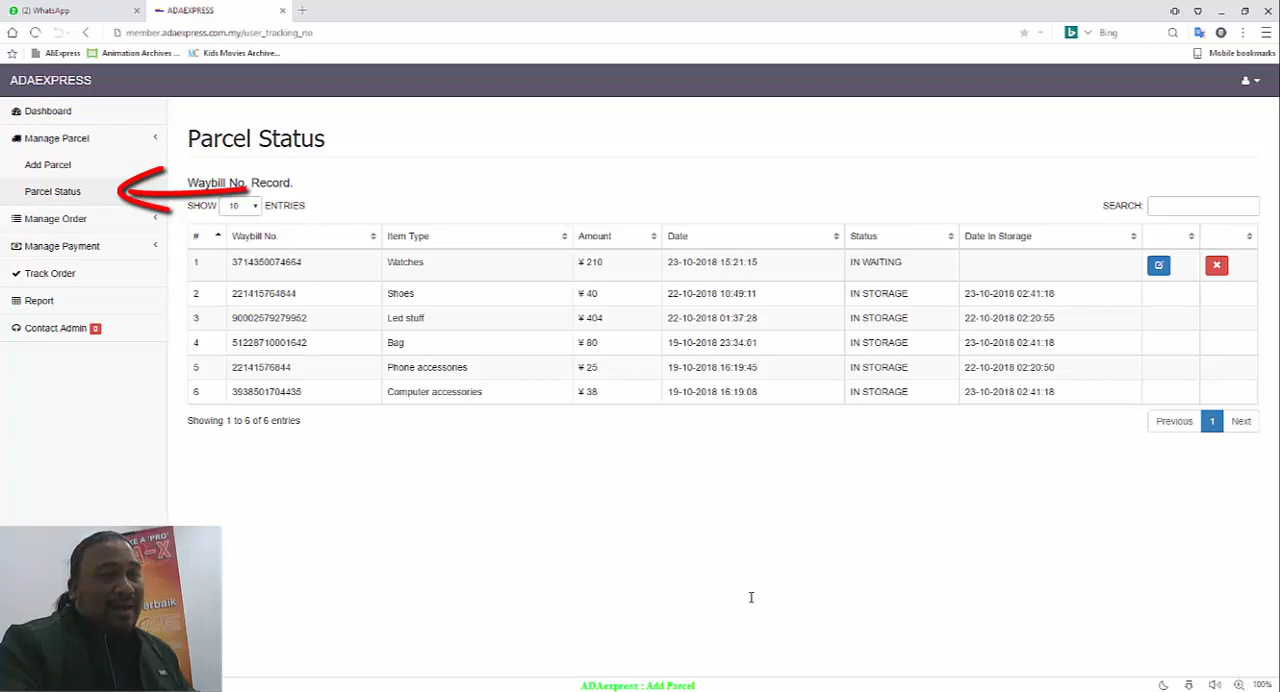 (2) WhatsApp
ADAEXPRESS
member.adaexpress.com.my/user_tracking_no
Bing
AliExpress
Animation Archives ...
Kids Movies Archive...
Mobile bookmarks
ADAEXPRESS
Dashboard
Manage Parcel
Add Parcel
Parcel Status
Manage Order
Manage Payment
Track Order
Report
Contact Admin 0
Parcel Status
Waybill No. Record.
SHOW 10 ENTRIES
SEARCH:
# Waybill No. Item Type Amount Date Status Date In Storage
1 3714350074664 Watches ¥ 210 23-10-2018 15:21:15 IN WAITING
2 221415764844 Shoes ¥ 40 22-10-2018 10:49:11 IN STORAGE 23-10-2018 02:41:18
3 90002579279952 Led stuff ¥ 404 22-10-2018 01:37:28 IN STORAGE 22-10-2018 02:20:55
4 51228710001642 Bag ¥ 80 19-10-2018 23:34:01 IN STORAGE 23-10-2018 02:41:18
5 22141576844 Phone accessories ¥ 25 19-10-2018 16:19:45 IN STORAGE 22-10-2018 02:20:50
6 3938501704435 Computer accessories ¥ 38 19-10-2018 16:19:08 IN STORAGE 23-10-2018 02:41:18
Showing 1 to 6 of 6 entries
Previous 1 Next
A 'PRO'
A-X
arbaik
ADAexpress : Add Parcel
100%